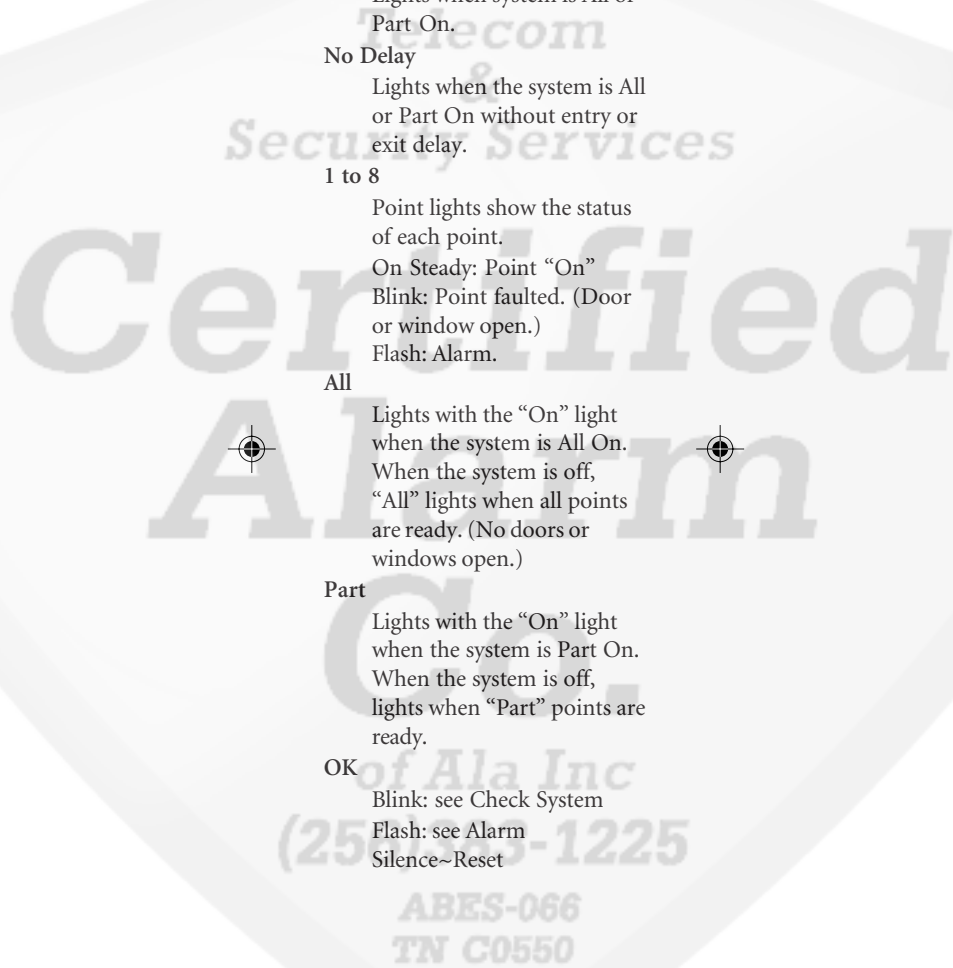 Part On.
No Delay
Lights when the system is All
or Part On without entry or
exit delay.
1 to 8
Point lights show the status
of each point.
On Steady: Point “On”
Blink: Point faulted. (Door
or window open.)
Flash: Alarm.
All
Lights with the “On” light
when the system is All On.
When the system is off,
“All” lights when all points
are ready. (No doors or
windows open.)
Part
Lights with the “On” light
when the system is Part On.
When the system is off,
lights when “Part” points are
ready.
OK
Blink: see Check System
Flash: see Alarm
Silence~Reset
Telecom
&
Security Services
Certified
Alarm
Co.
of Ala Inc
-1225
ABES-066
TN C0550